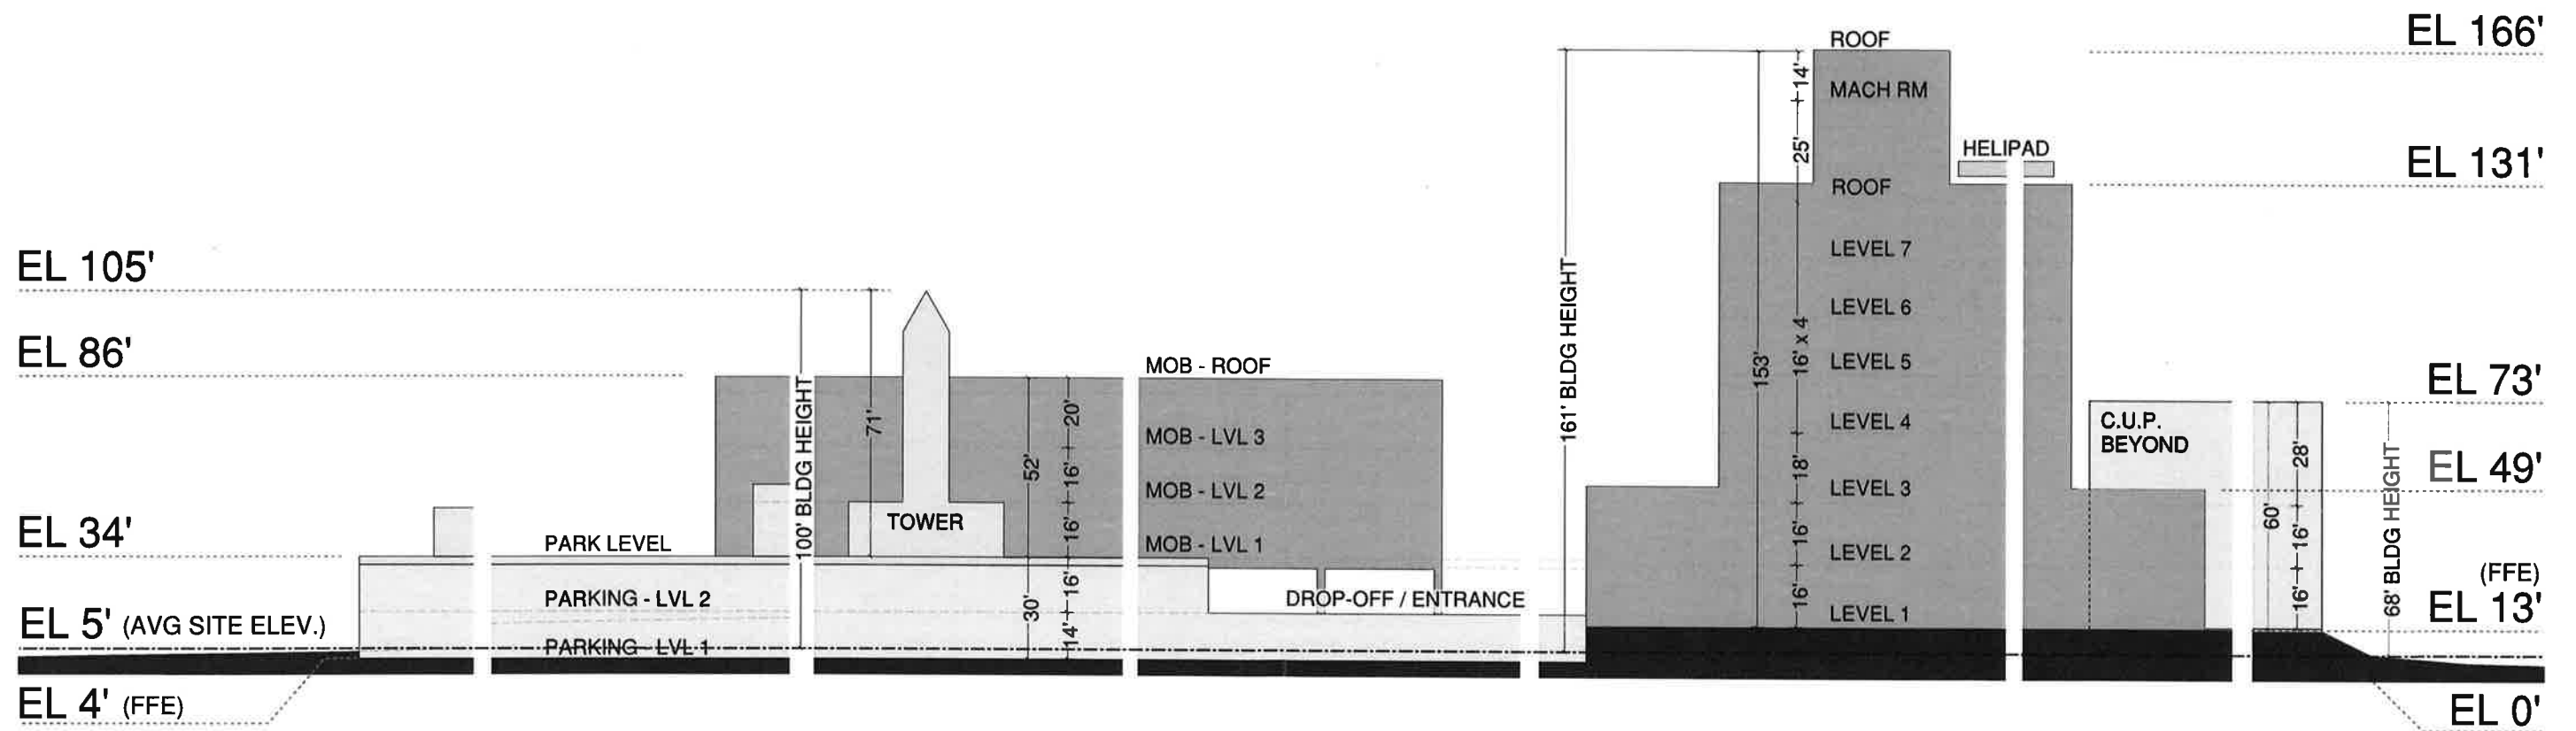 ROOF
EL 166'
14'
MACH RM
25'
HELIPAD
EL 131'
ROOF
LEVEL 7
EL 105'
161' BLDG HEIGHT
LEVEL 6
16' x 4
153'
EL 86'
MOB - ROOF
LEVEL 5
EL 73'
100' BLDG HEIGHT
71'
20'
MOB - LVL 3
LEVEL 4
C.U.P.
BEYOND
28'
52'
16'
18'
EL 49'
MOB - LVL 2
LEVEL 3
TOWER
16'
60'
68' BLDG HEIGHT
EL 34'
PARK LEVEL
MOB - LVL 1
16'
LEVEL 2
16'
(FFE)
PARKING - LVL 2
16'
DROP-OFF / ENTRANCE
16'
LEVEL 1
16'
EL 13'
30'
EL 5' (AVG SITE ELEV.)
PARKING - LVL 1
14'
EL 4' (FFE)
EL 0'